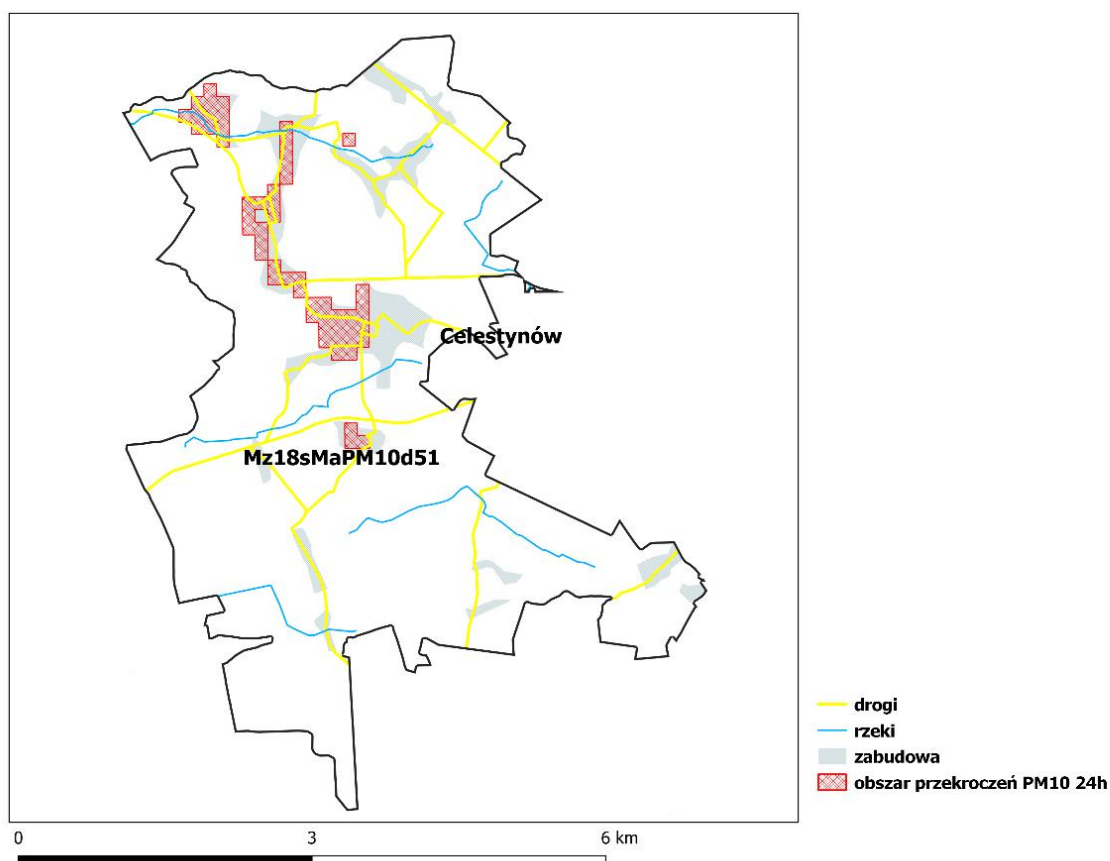 Celestynów
Mz18sMaPM10d51
drogi
rzeki
zabudowa
obszar przekroczeń PM10 24h
0 3 6 km